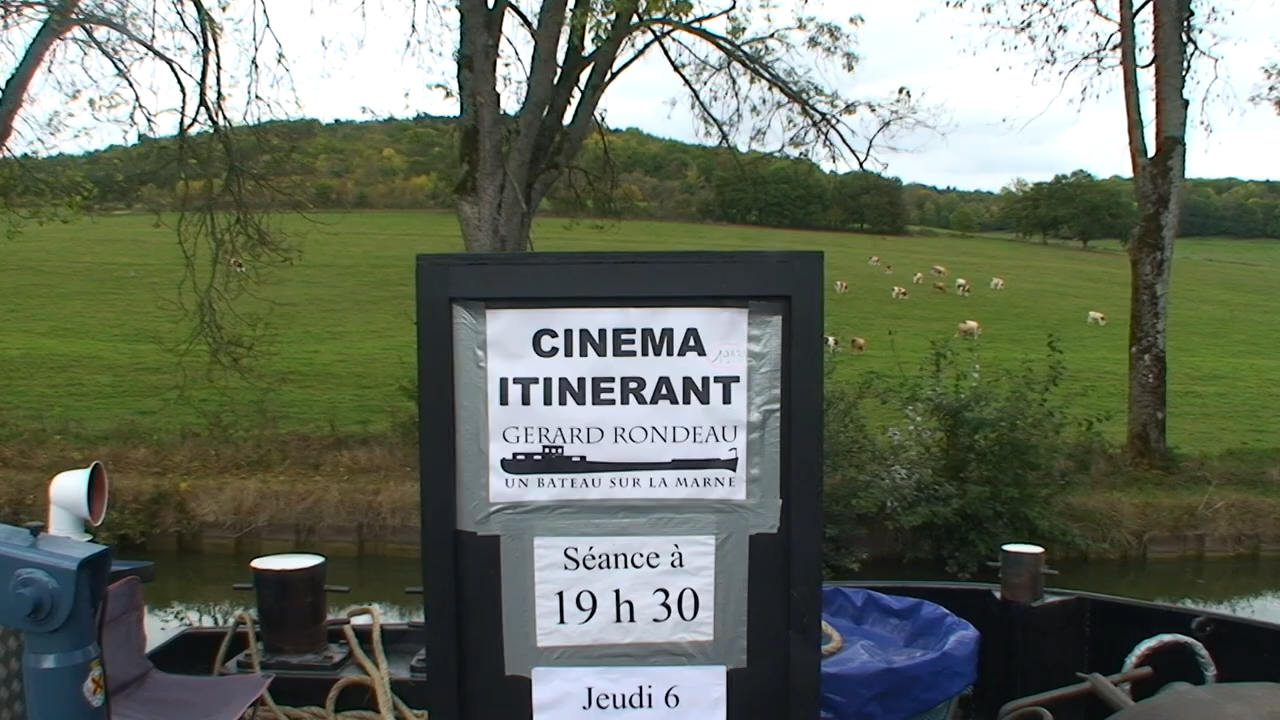 CINEMA
ITINERANT
GERARD RONDEAU
UN BATEAU SUR LA MARNE
Séance à
19 h 30
Jeudi 6